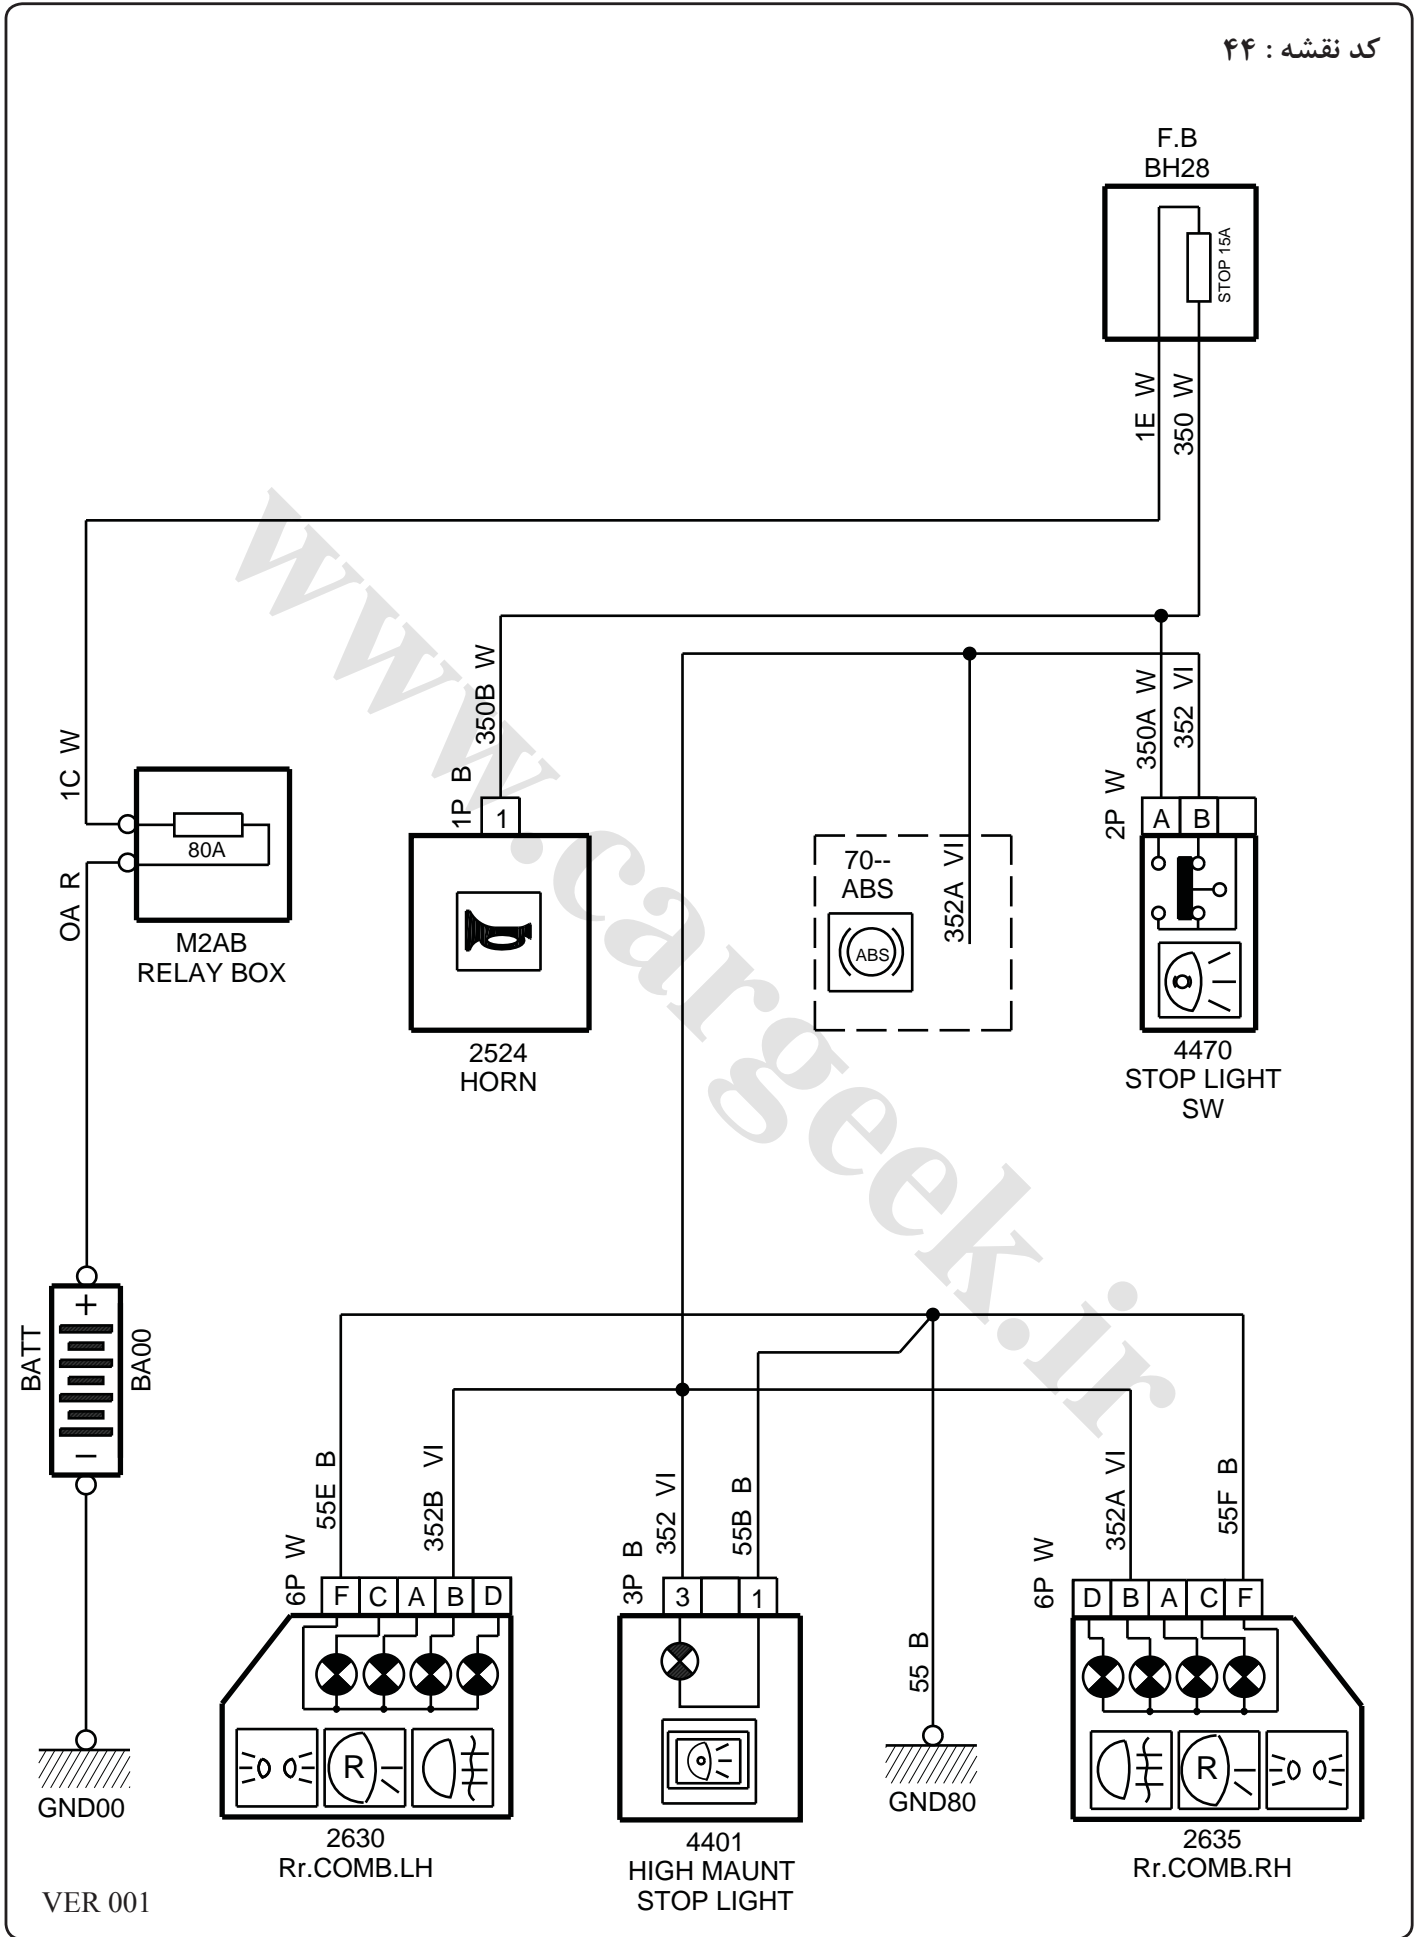 کد نقشه : ۴۴
F.B
BH28
STOP 15A
1E W
350 W
350B W
350A W
352 VI
1C W
1P B
1
2P W
A
B
80A
OA R
70--
ABS
ABS
352A VI
M2AB
RELAY BOX
2524
HORN
4470
STOP LIGHT
SW
www.cargeek.ir
BATT
+
−
BA00
55E B
352B VI
352 VI
55B B
352A VI
55F B
6P W
F C A B D
3P B
3 1
55 B
6P W
D B A C F
R
R
GND00
GND80
2630
Rr.COMB.LH
4401
HIGH MAUNT
STOP LIGHT
2635
Rr.COMB.RH
VER 001